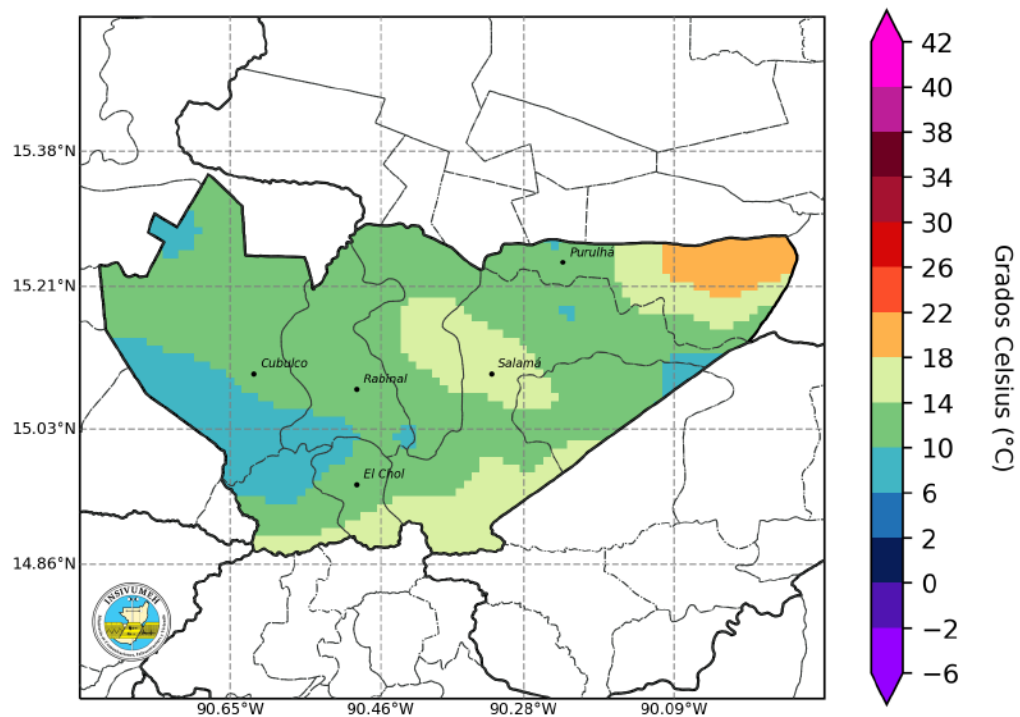 15.38°N
15.21°N
15.03°N
14.86°N
90.65°W
90.46°W
90.28°W
90.09°W
Purulhá
Cubulco
Rabinal
Salamá
El Chol
INSIVUMEH
42
40
38
34
30
26
22
18
14
10
6
2
0
−2
−6
Grados Celsius (°C)